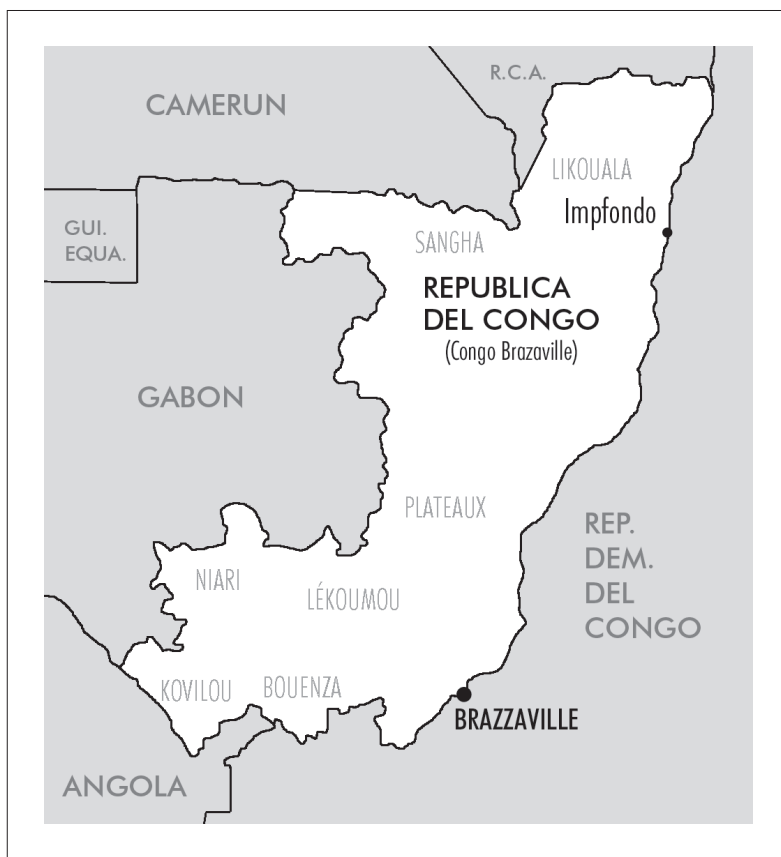 R.C.A.
CAMERUN
LIKOUALA
Impfondo
GUI.
EQUA.
SANGHA
REPUBLICA
DEL CONGO
(Congo Brazaville)
GABON
PLATEAUX
REP.
DEM.
DEL
CONGO
NIARI
LÉKOUMOU
KOVILOU
BOUENZA
BRAZZAVILLE
ANGOLA